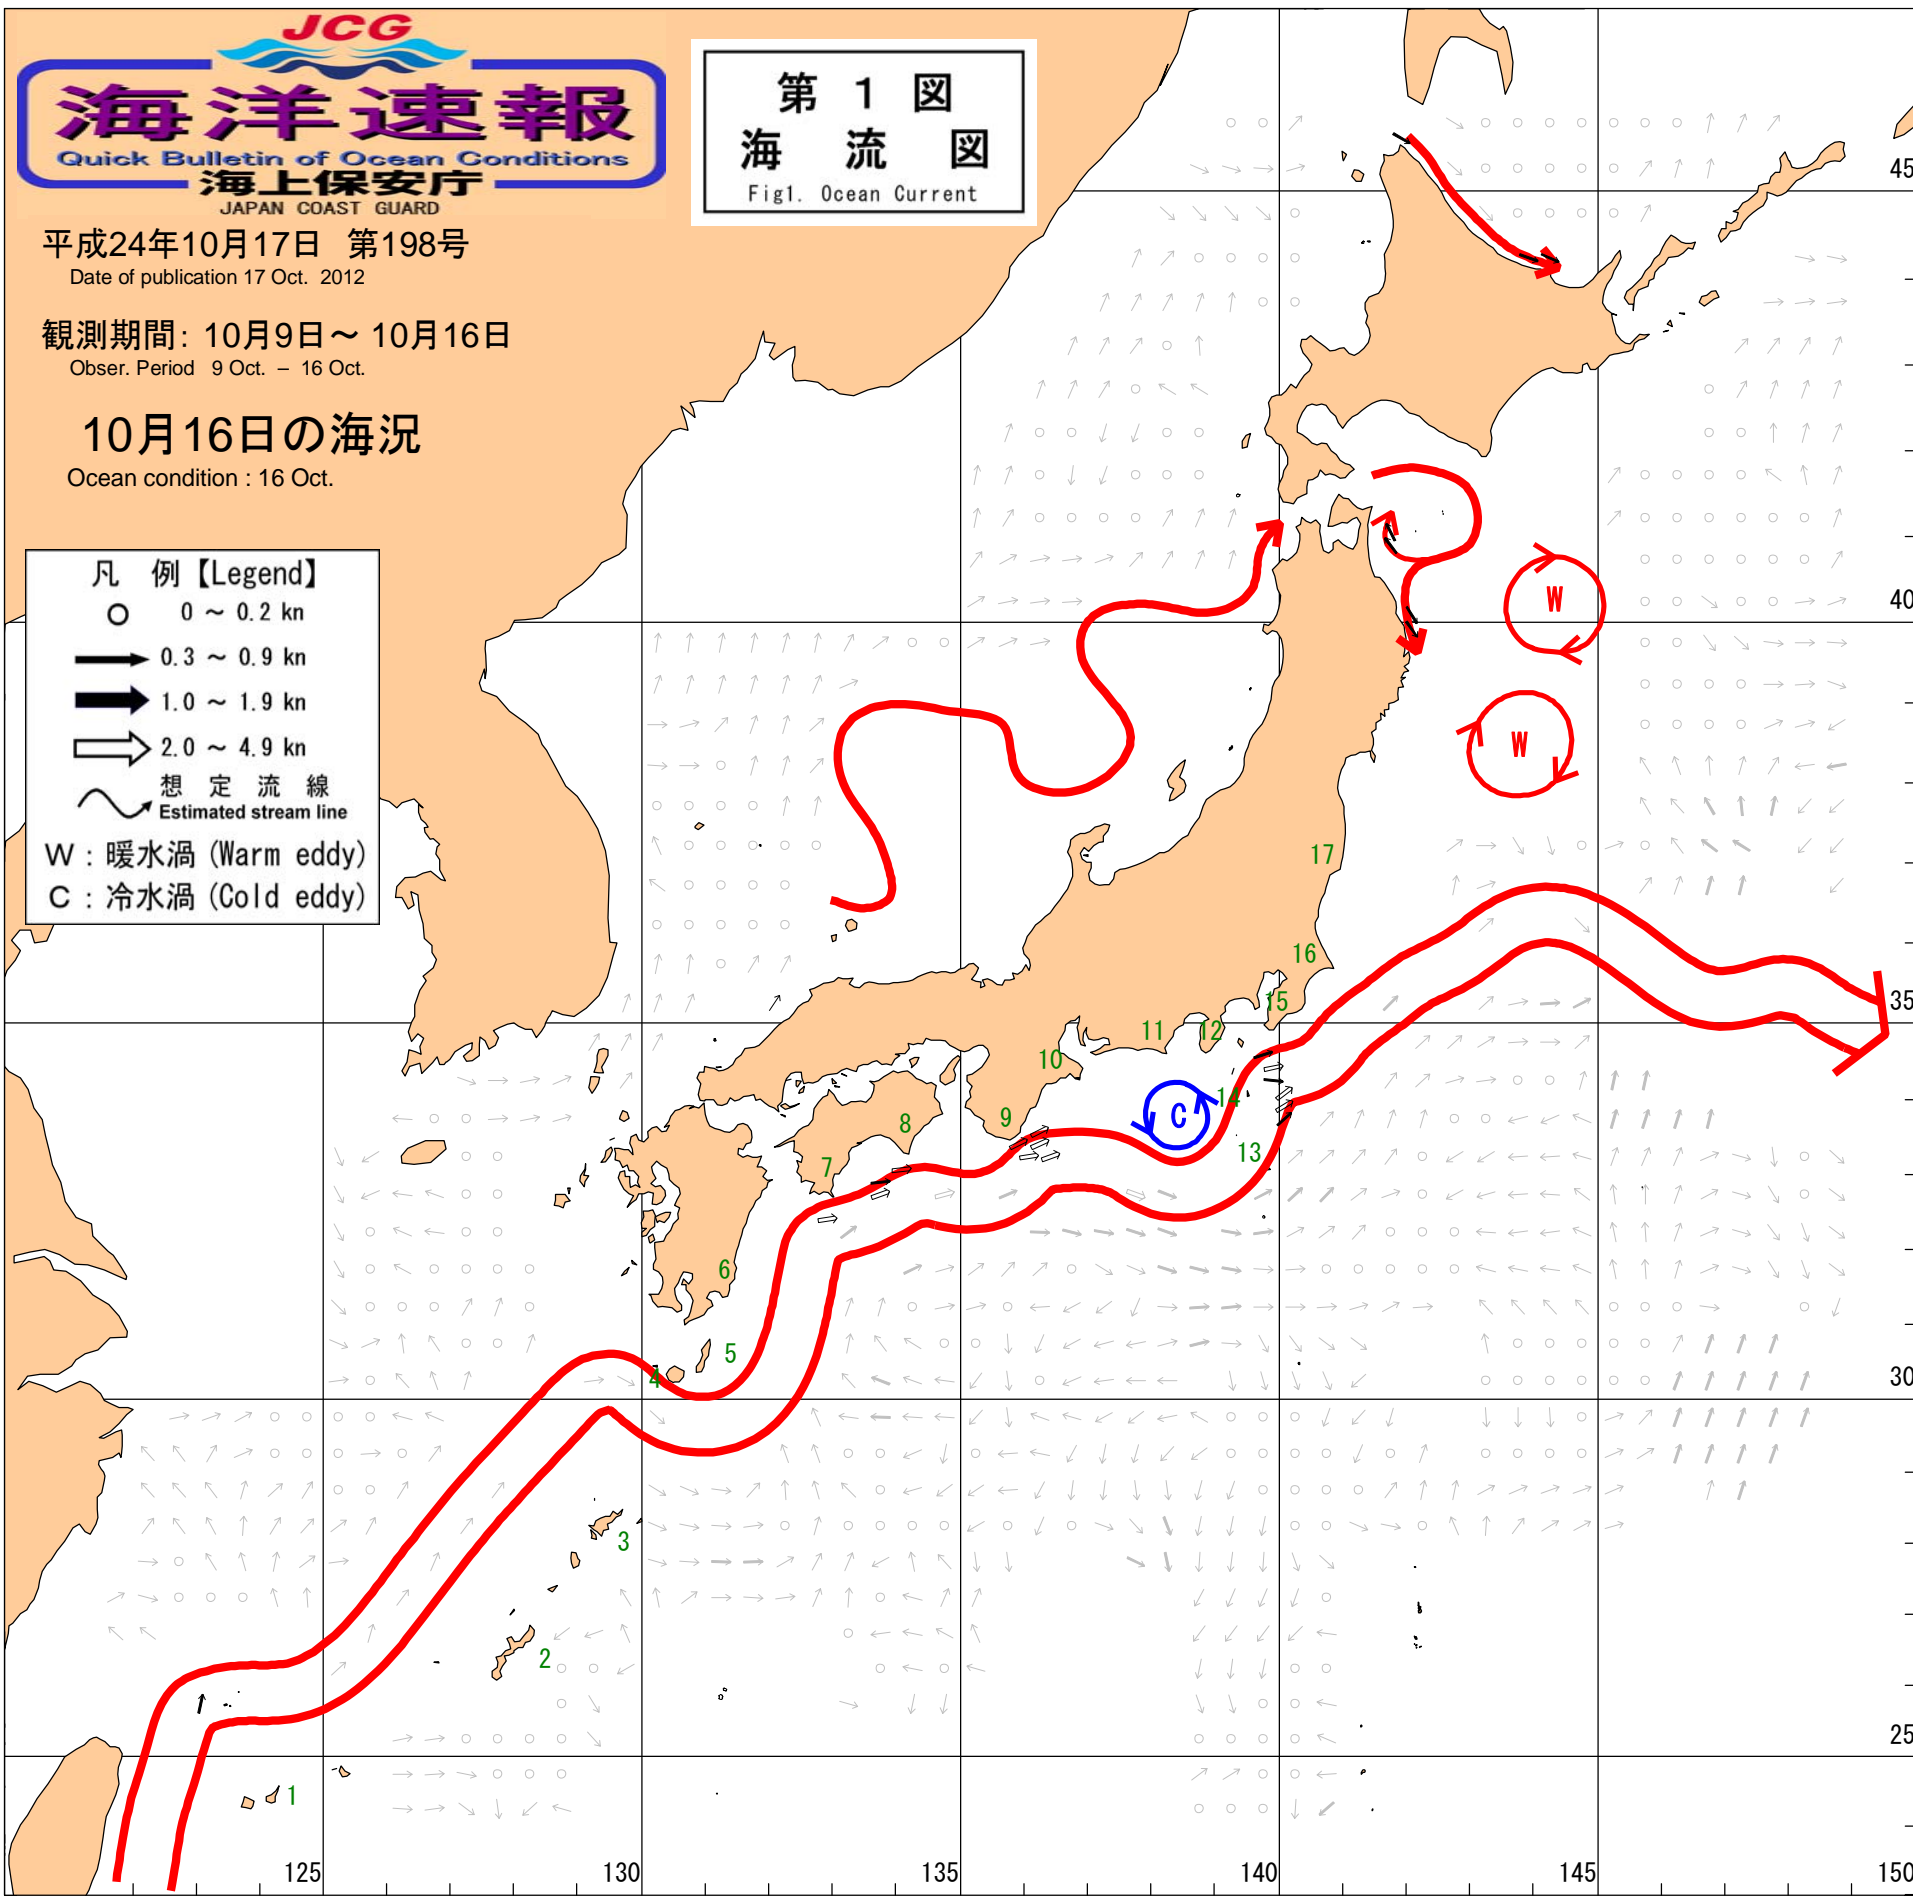 JCG
海洋速報
Quick Bulletin of Ocean Conditions
海上保安庁
JAPAN COAST GUARD
第 1 図
海 流 図
Fig1. Ocean Current
平成24年10月17日 第198号
Date of publication 17 Oct. 2012
観測期間: 10月9日～10月16日
Obser. Period 9 Oct. – 16 Oct.
10月16日の海況
Ocean condition : 16 Oct.
凡 例【Legend】
0 ～ 0.2 kn
0.3 ～ 0.9 kn
1.0 ～ 1.9 kn
2.0 ～ 4.9 kn
想 定 流 線
Estimated stream line
W : 暖水渦 (Warm eddy)
C : 冷水渦 (Cold eddy)
45
40
W
W
17
16
35
15
12
11
10
14
C
9
8
13
7
6
5
4
30
3
2
25
1
125
130
135
140
145
150